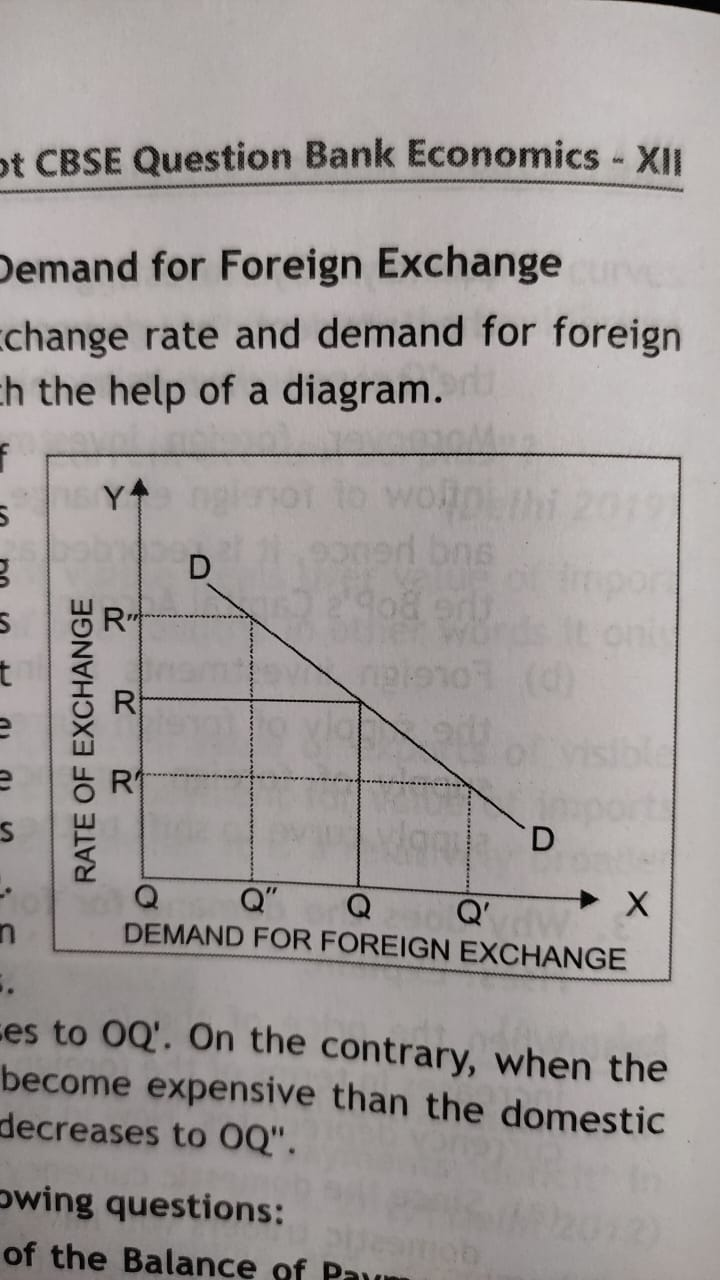 ot CBSE Question Bank Economics - XII
Demand for Foreign Exchange
change rate and demand for foreign
h the help of a diagram.
f
s
g
s
t
e
e
s
.
n
s.
Y
D
RATE OF EXCHANGE
R"
R
R'
D
Q
Q"
Q
Q'
X
DEMAND FOR FOREIGN EXCHANGE
es to OQ'. On the contrary, when the
become expensive than the domestic
decreases to OQ".
owing questions:
of the Balance of